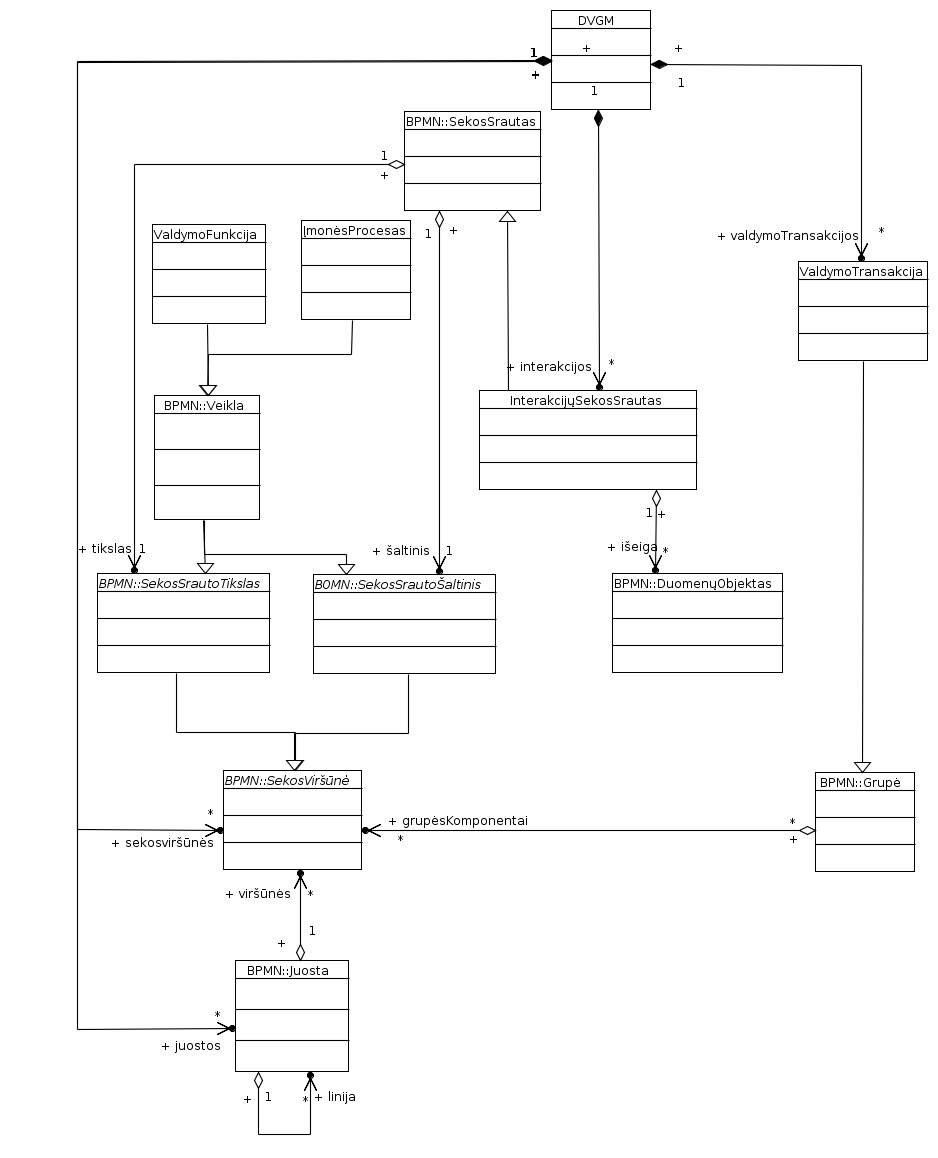 DVGM
1
+
+
1
+
1
BPMN::SekosSrautas
1
+
1
+
ValdymoFunkcija
ĮmonėsProcesas
+ valdymoTransakcijos
*
ValdymoTransakcija
+ interakcijos
*
BPMN::Veikla
InterakcijųSekosSrautas
1
+
+ tikslas
1
+ šaltinis
1
+ išeiga
*
BPMN::SekosSrautoTikslas
BOMN::SekosSrautoŠaltinis
BPMN::DuomenųObjektas
BPMN::SekosViršūnė
BPMN::Grupė
*
+ sekosviršūnės
+ grupėsKomponentai
*
*
+
+ viršūnės
*
1
+
BPMN::Juosta
*
+ juostos
+
1
*
+ linija